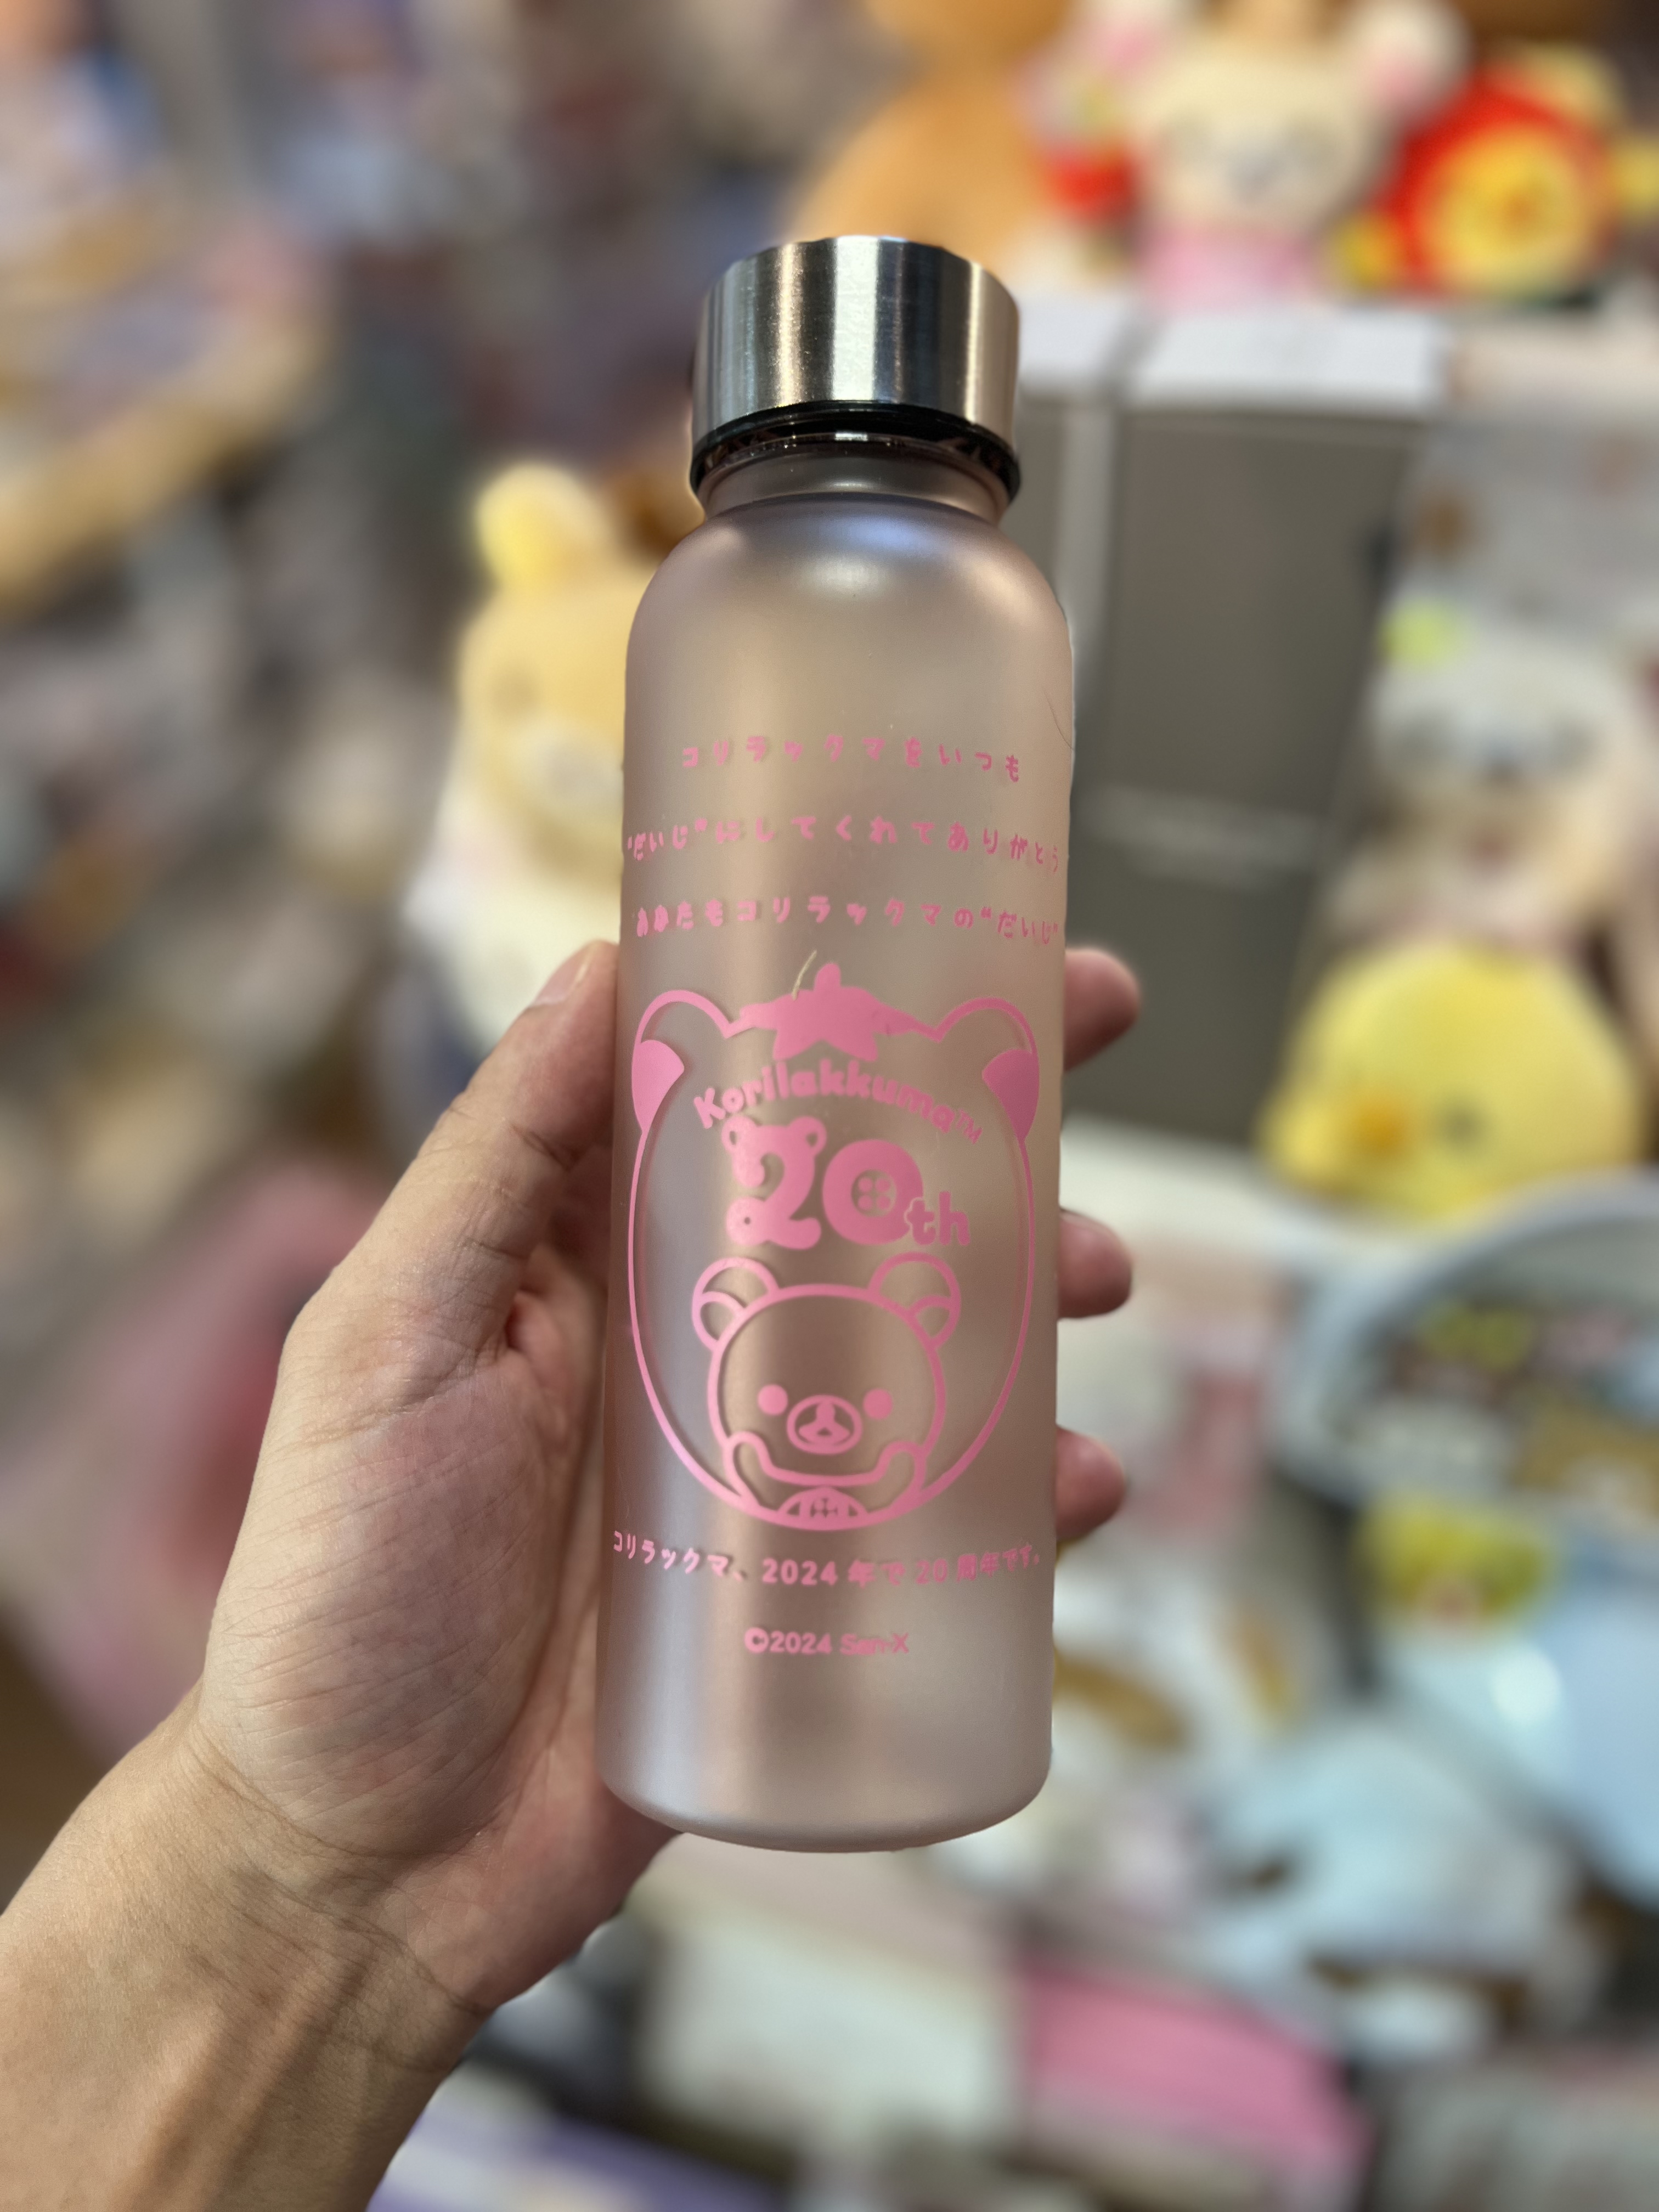 コリラックマをいつも
“だいじ”にしてくれてありがとう
あなたもコリラックマの“だいじ”
Korilakkuma™
20th
コリラックマ、2024年で20周年です。
©2024 San-X